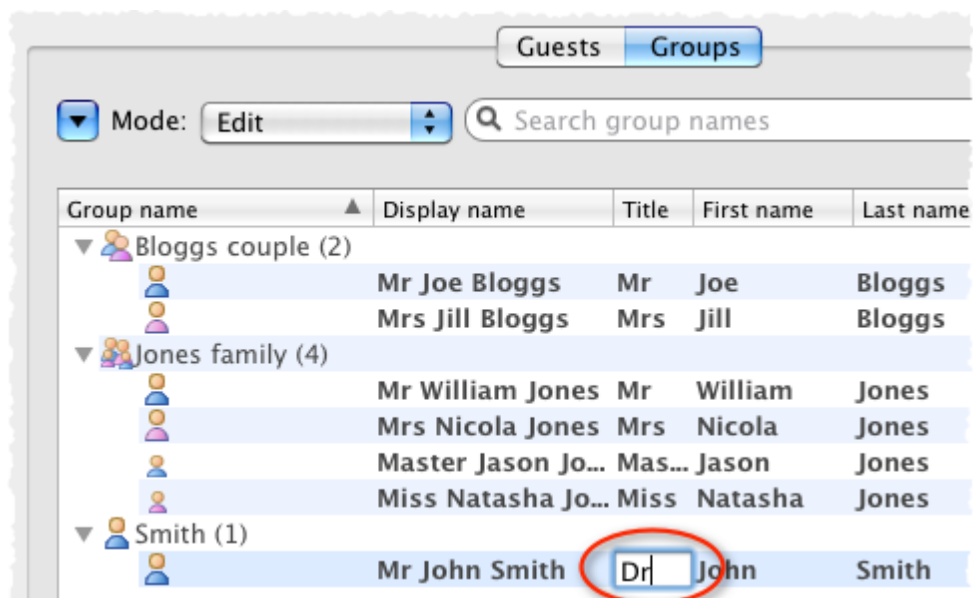 Guests Groups
Mode: Edit Search group names
Group name Display name Title First name Last name
Bloggs couple (2)
Mr Joe Bloggs Mr Joe Bloggs
Mrs Jill Bloggs Mrs Jill Bloggs
Jones family (4)
Mr William Jones Mr William Jones
Mrs Nicola Jones Mrs Nicola Jones
Master Jason Jo... Mas... Jason Jones
Miss Natasha Jo... Miss Natasha Jones
Smith (1)
Mr John Smith Dr John Smith